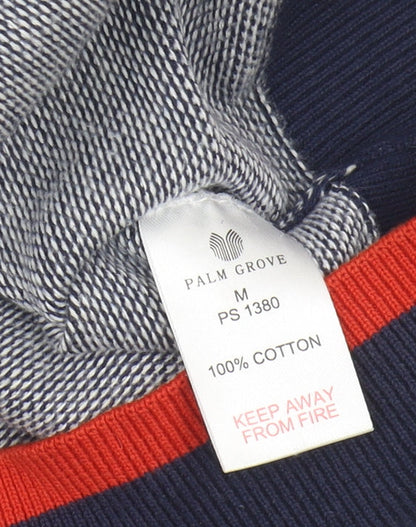 PALM GROVE
M
PS 1380
100% COTTON
KEEP AWAY
FROM FIRE